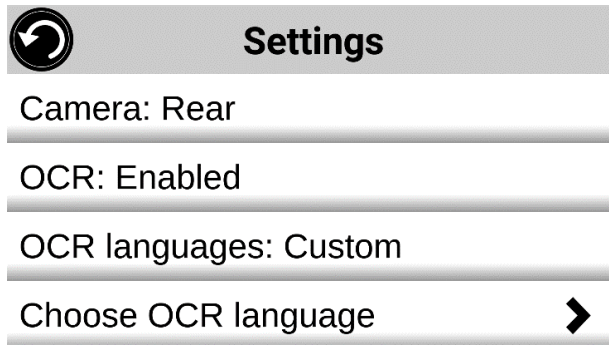 Settings
Camera: Rear
OCR: Enabled
OCR languages: Custom
Choose OCR language